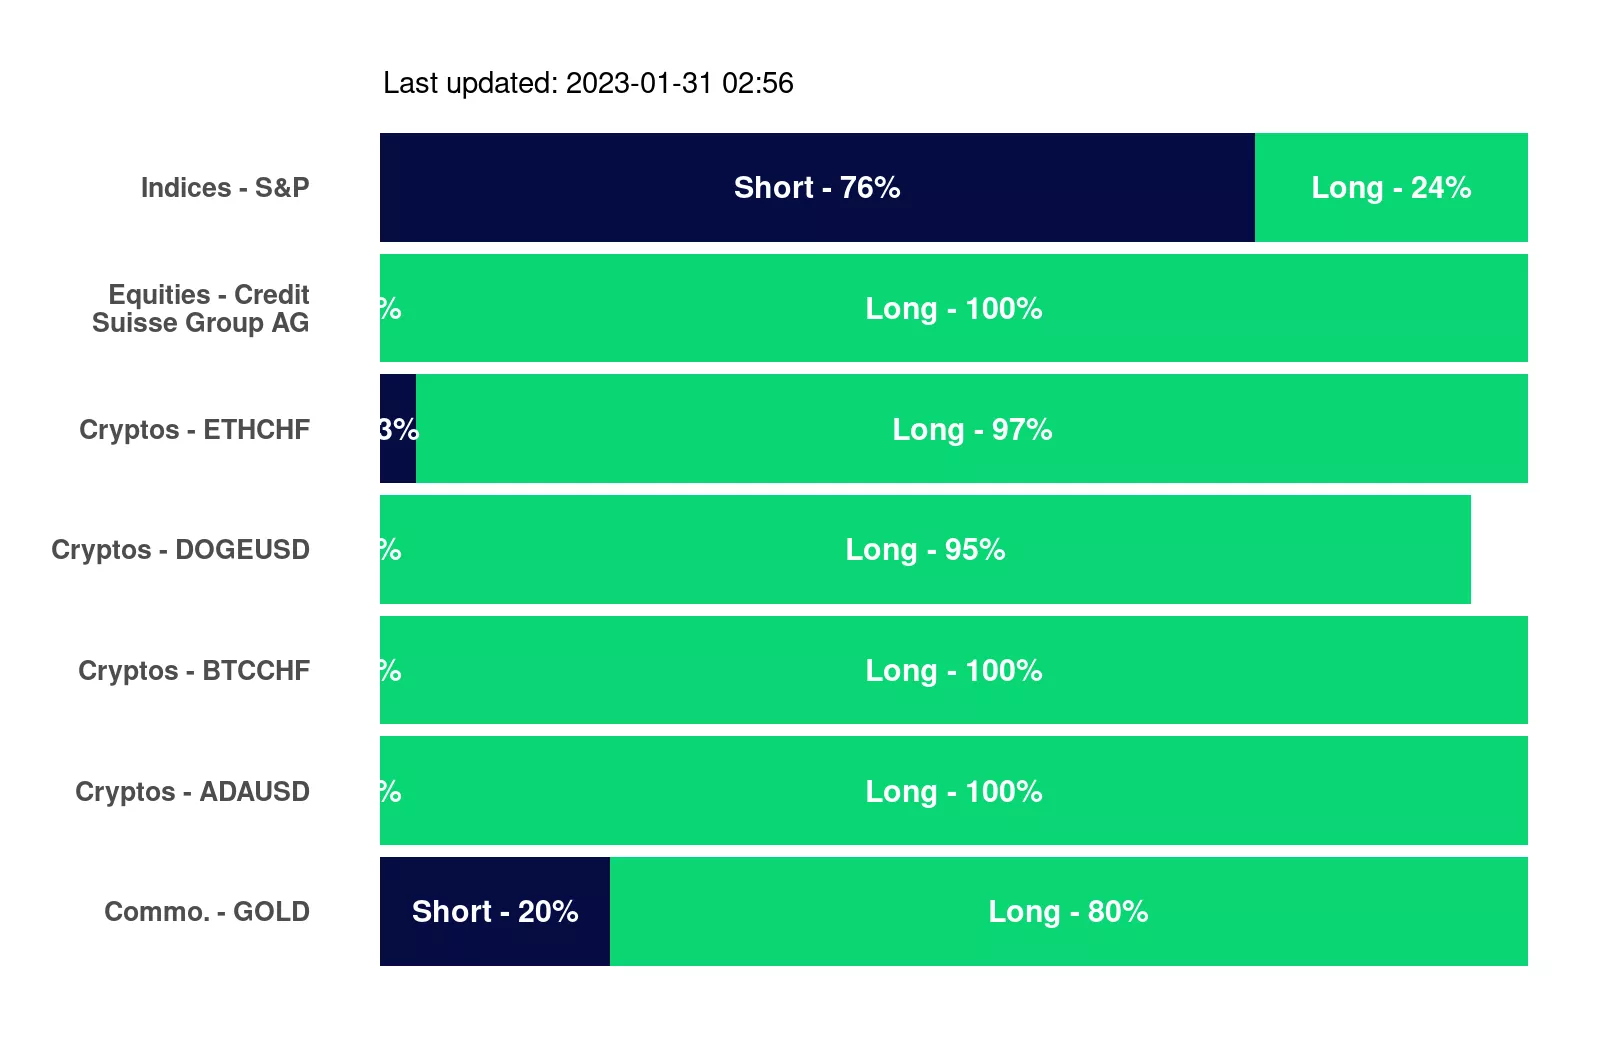 Last updated: 2023-01-31 02:56
Indices - S&P
Short - 76%
Long - 24%
Equities - Credit
Suisse Group AG
%
Long - 100%
Cryptos - ETHCHF
3%
Long - 97%
Cryptos - DOGEUSD
%
Long - 95%
Cryptos - BTCCHF
%
Long - 100%
Cryptos - ADAUSD
%
Long - 100%
Commo. - GOLD
Short - 20%
Long - 80%